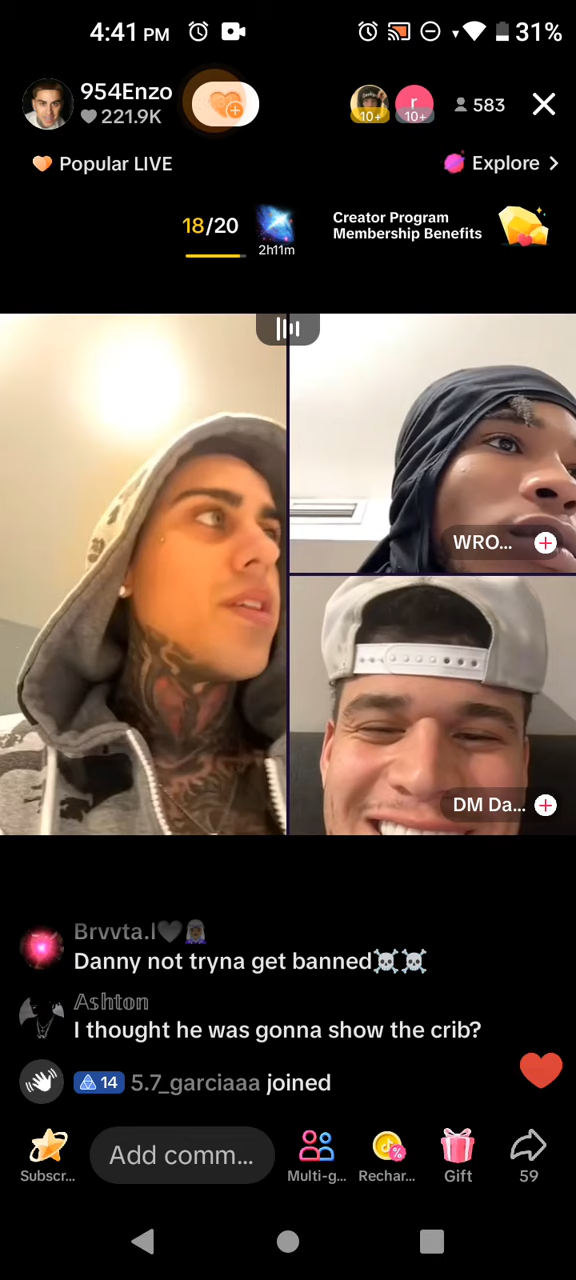 4:41 PM
31%
954Enzo
221.9K
10+
r
10+
583
Popular LIVE
Explore >
18/20
2h11m
Creator Program
Membership Benefits
WRO...
DM Da...
Brvvta.l🖤
Danny not tryna get banned☠️☠️
𝔸𝕤𝕙𝕥𝕠𝕟
I thought he was gonna show the crib?
14 5.7_garciaaa joined
Add comm...
Subscr...
Multi-g...
Rechar...
Gift
59